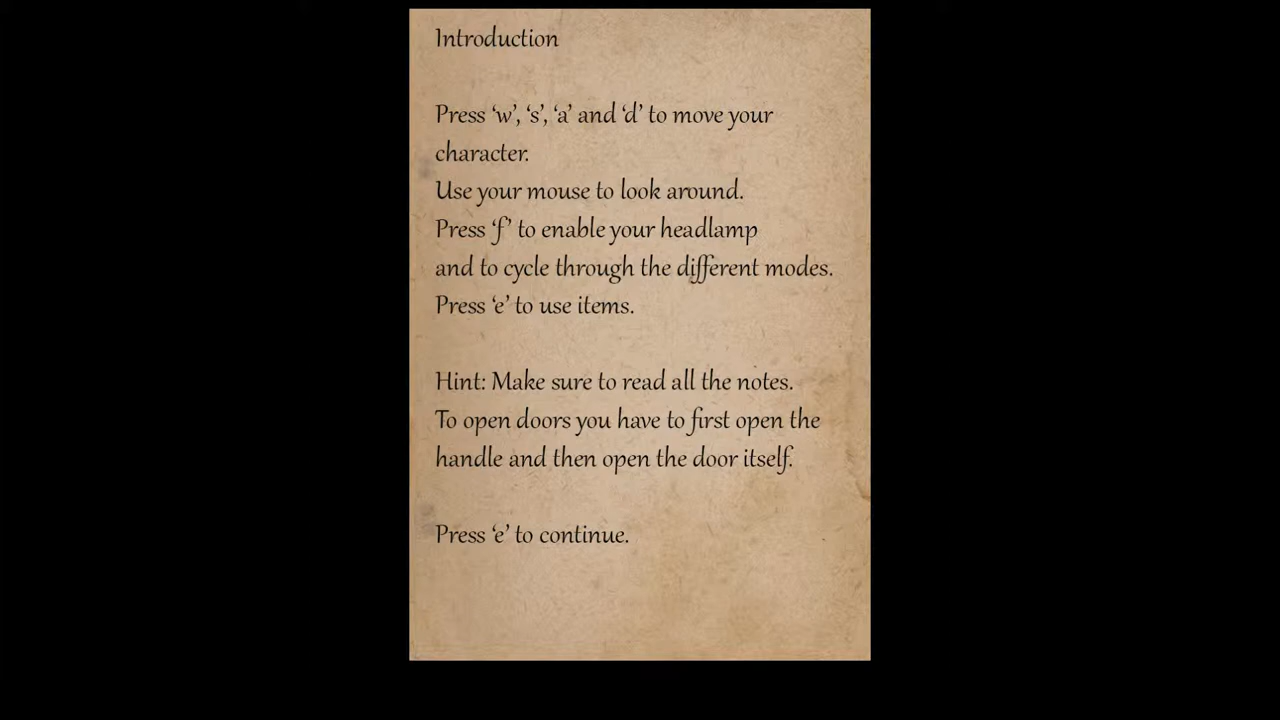 Introduction
Press ‘w’, ‘s’, ‘a’ and ‘d’ to move your
character.
Use your mouse to look around.
Press ‘f’ to enable your headlamp
and to cycle through the different modes.
Press ‘e’ to use items.
Hint: Make sure to read all the notes.
To open doors you have to first open the
handle and then open the door itself.
Press ‘e’ to continue.